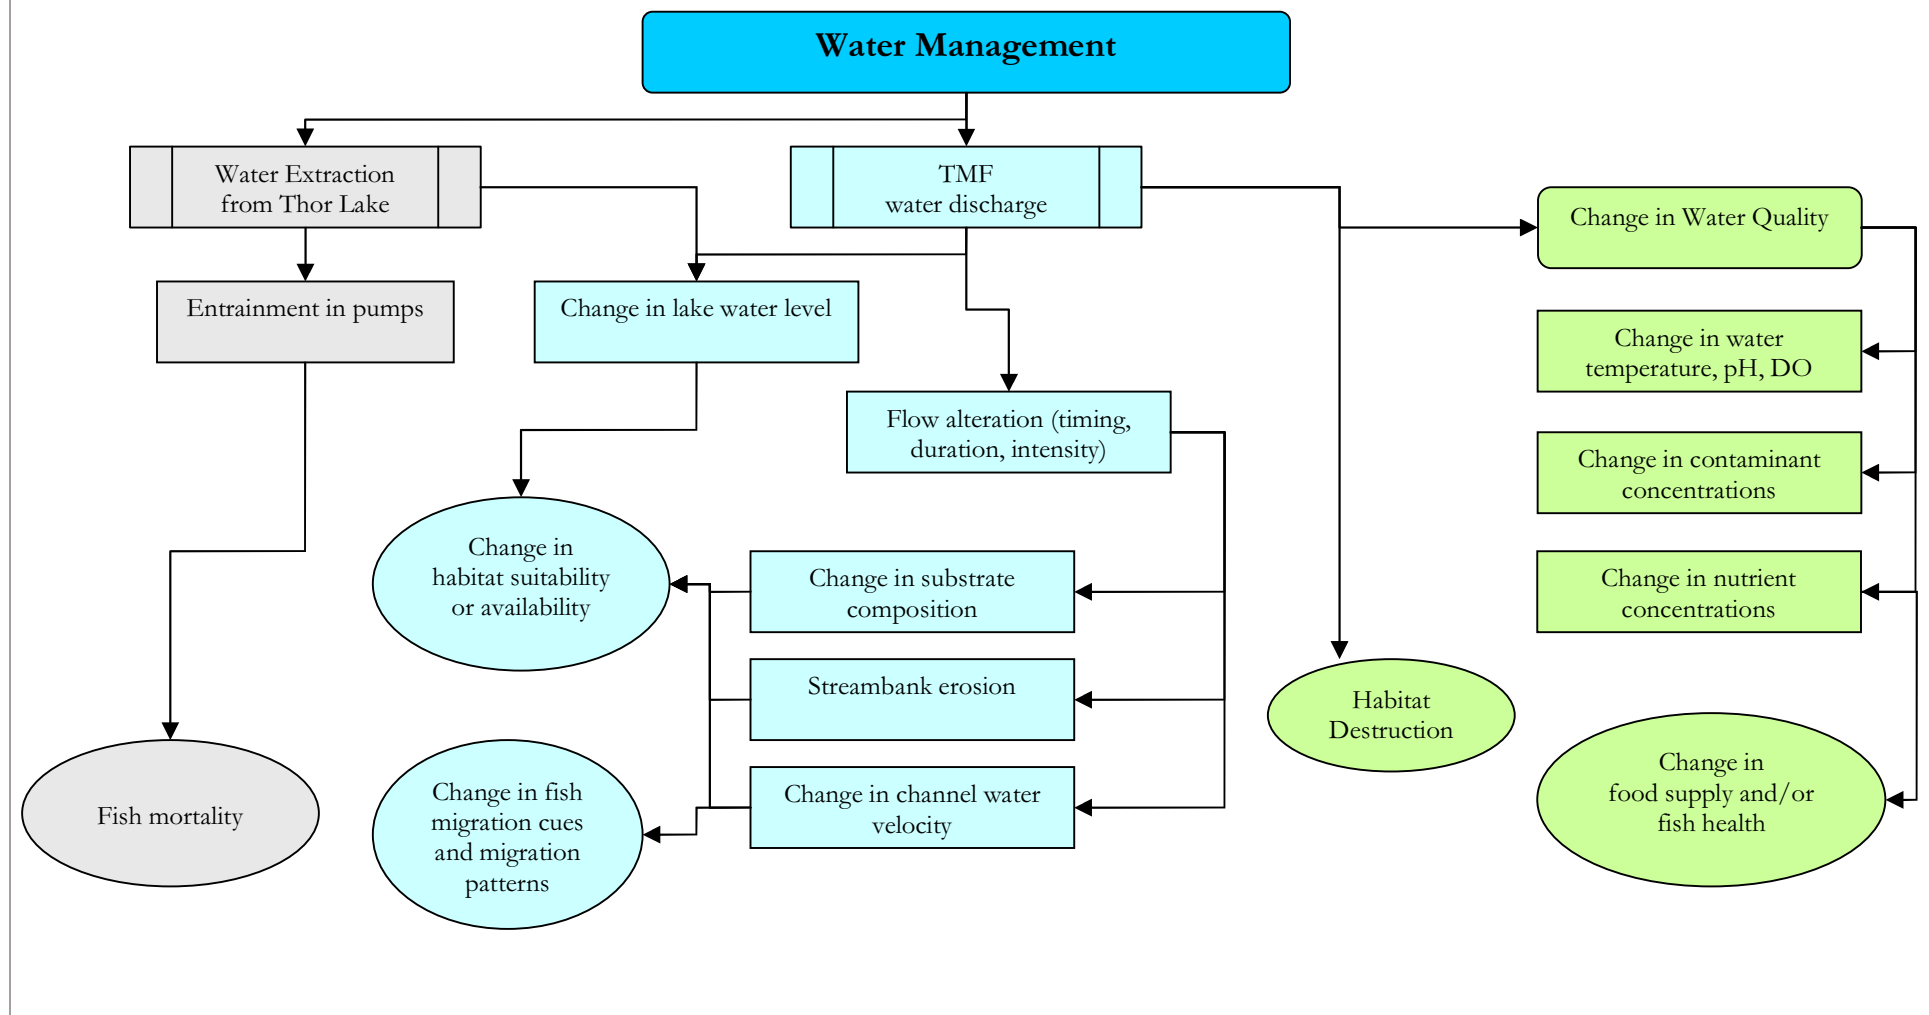 Water Management
Water Extraction
from Thor Lake
TMF
water discharge
Change in Water Quality
Entrainment in pumps
Change in lake water level
Change in water
temperature, pH, DO
Flow alteration (timing,
duration, intensity)
Change in contaminant
concentrations
Change in
habitat suitability
or availability
Change in substrate
composition
Change in nutrient
concentrations
Streambank erosion
Habitat
Destruction
Change in fish
migration cues
and migration
patterns
Change in channel water
velocity
Change in
food supply and/or
fish health
Fish mortality